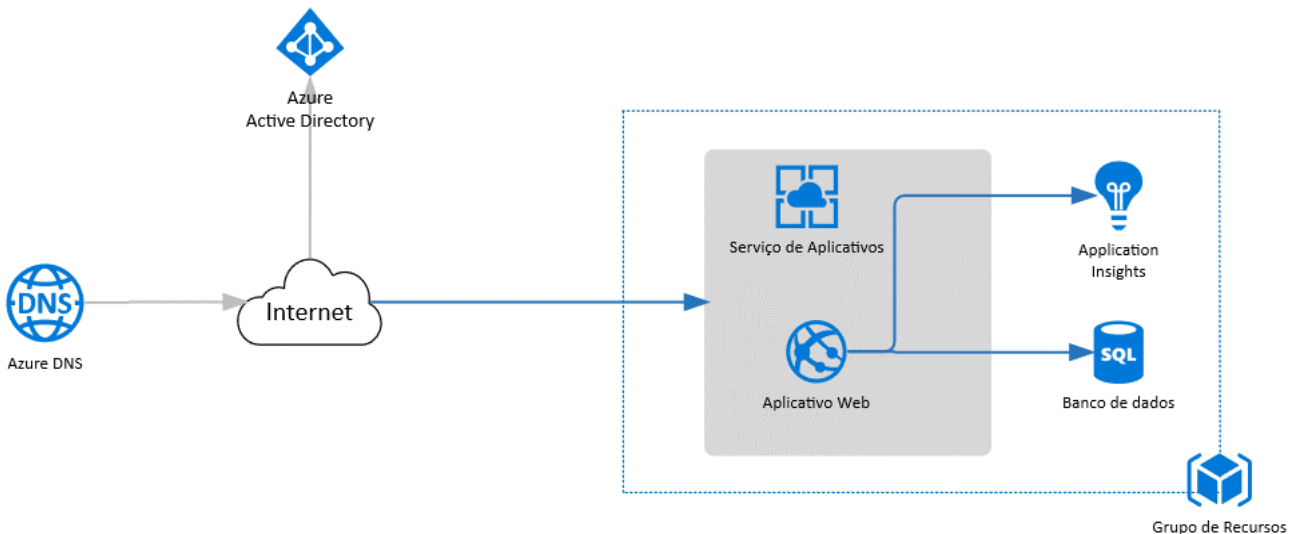 Azure
Active Directory
DNS
Azure DNS
Internet
Serviço de Aplicativos
Aplicativo Web
Application
Insights
SQL
Banco de dados
Grupo de Recursos